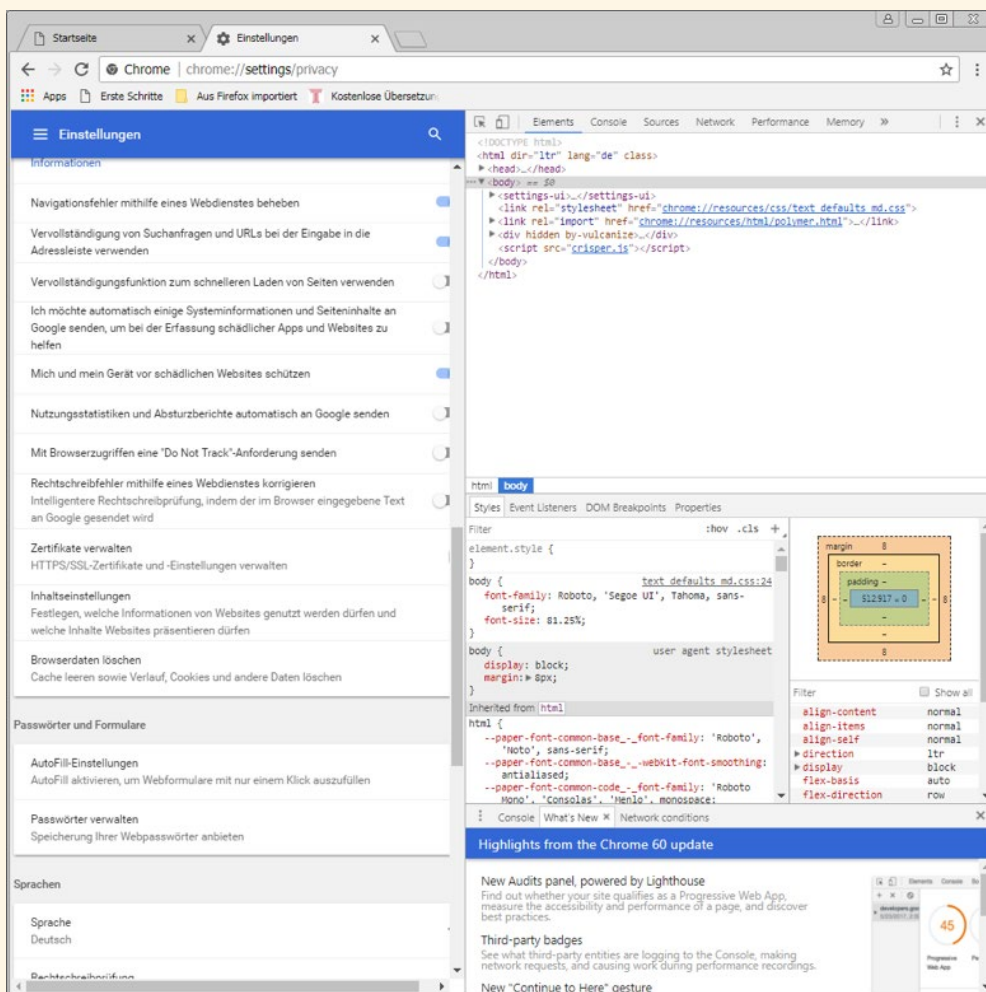 Startseite
Einstellungen
Chrome | chrome://settings/privacy
Apps Erste Schritte Aus Firefox importiert Kostenlose Übersetzun
Einstellungen
Informationen
Navigationsfehler mithilfe eines Webdienstes beheben
Vervollständigung von Suchanfragen und URLs bei der Eingabe in die
Adressleiste verwenden
Vervollständigungsfunktion zum schnelleren Laden von Seiten verwenden
Ich möchte automatisch einige Systeminformationen und Seiteninhalte an
Google senden, um bei der Erfassung schädlicher Apps und Websites zu
helfen
Mich und mein Gerät vor schädlichen Websites schützen
Nutzungsstatistiken und Absturzberichte automatisch an Google senden
Mit Browserzugriffen eine "Do Not Track"-Anforderung senden
Rechtschreibfehler mithilfe eines Webdienstes korrigieren
Intelligentere Rechtschreibprüfung, indem der im Browser eingegebene Text
an Google gesendet wird
Zertifikate verwalten
HTTPS/SSL-Zertifikate und -Einstellungen verwalten
Inhaltseinstellungen
Festlegen, welche Informationen von Websites genutzt werden dürfen und
welche Inhalte Websites präsentieren dürfen
Browserdaten löschen
Cache leeren sowie Verlauf, Cookies und andere Daten löschen
Passwörter und Formulare
AutoFill-Einstellungen
AutoFill aktivieren, um Webformulare mit nur einem Klick auszufüllen
Passwörter verwalten
Speicherung Ihrer Webpasswörter anbieten
Sprachen
Sprache
Deutsch
Rechtschreibprüfung
Elements Console Sources Network Performance Memory »
<!DOCTYPE html>
<html dir="ltr" lang="de" class>
<head>…</head>
<body> == $0
<settings-ui>…</settings-ui>
<link rel="stylesheet" href="chrome://resources/css/text_defaults_md.css">
<link rel="import" href="chrome://resources/html/polymer.html">…</link>
<div hidden by-vulcanize>…</div>
<script src="crisper.js"></script>
</body>
</html>
html body
Styles Event Listeners DOM Breakpoints Properties
Filter :hov .cls +
element.style {
}
body { text_defaults_md.css:24
font-family: Roboto, 'Segoe UI', Tahoma, sans-
serif;
font-size: 81.25%;
}
body { user agent stylesheet
display: block;
margin: 8px;
}
Inherited from html
html {
--paper-font-common-base_-_font-family: 'Roboto',
'Noto', sans-serif;
--paper-font-common-base_-_-webkit-font-smoothing:
antialiased;
--paper-font-common-code_-_font-family: 'Roboto
Mono', 'Consolas', 'Menlo', monospace;
margin 8
border –
padding –
8 – – 512.917 × 0 – – 8
–
–
8
Filter Show all
align-content normal
align-items normal
align-self normal
direction ltr
display block
flex-basis auto
flex-direction row
Console What's New × Network conditions
Highlights from the Chrome 60 update
New Audits panel, powered by Lighthouse
Find out whether your site qualifies as a Progressive Web App,
measure the accessibility and performance of a page, and discover
best practices.
Third-party badges
See what third-party entities are logging to the Console, making
network requests, and causing work during performance recordings.
New "Continue to Here" gesture
Elements Console
45
Progressive
Web App